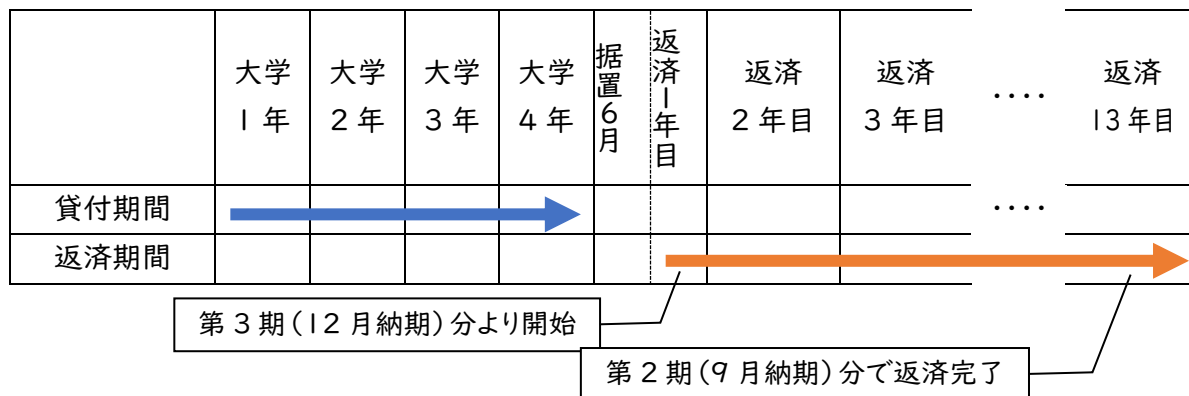 大学
1年
大学
2年
大学
3年
大学
4年
据置6月
返済1年目
返済
2年目
返済
3年目
‥‥
返済
13年目
貸付期間
‥‥
返済期間
第3期(12月納期)分より開始
第2期(9月納期)分で返済完了